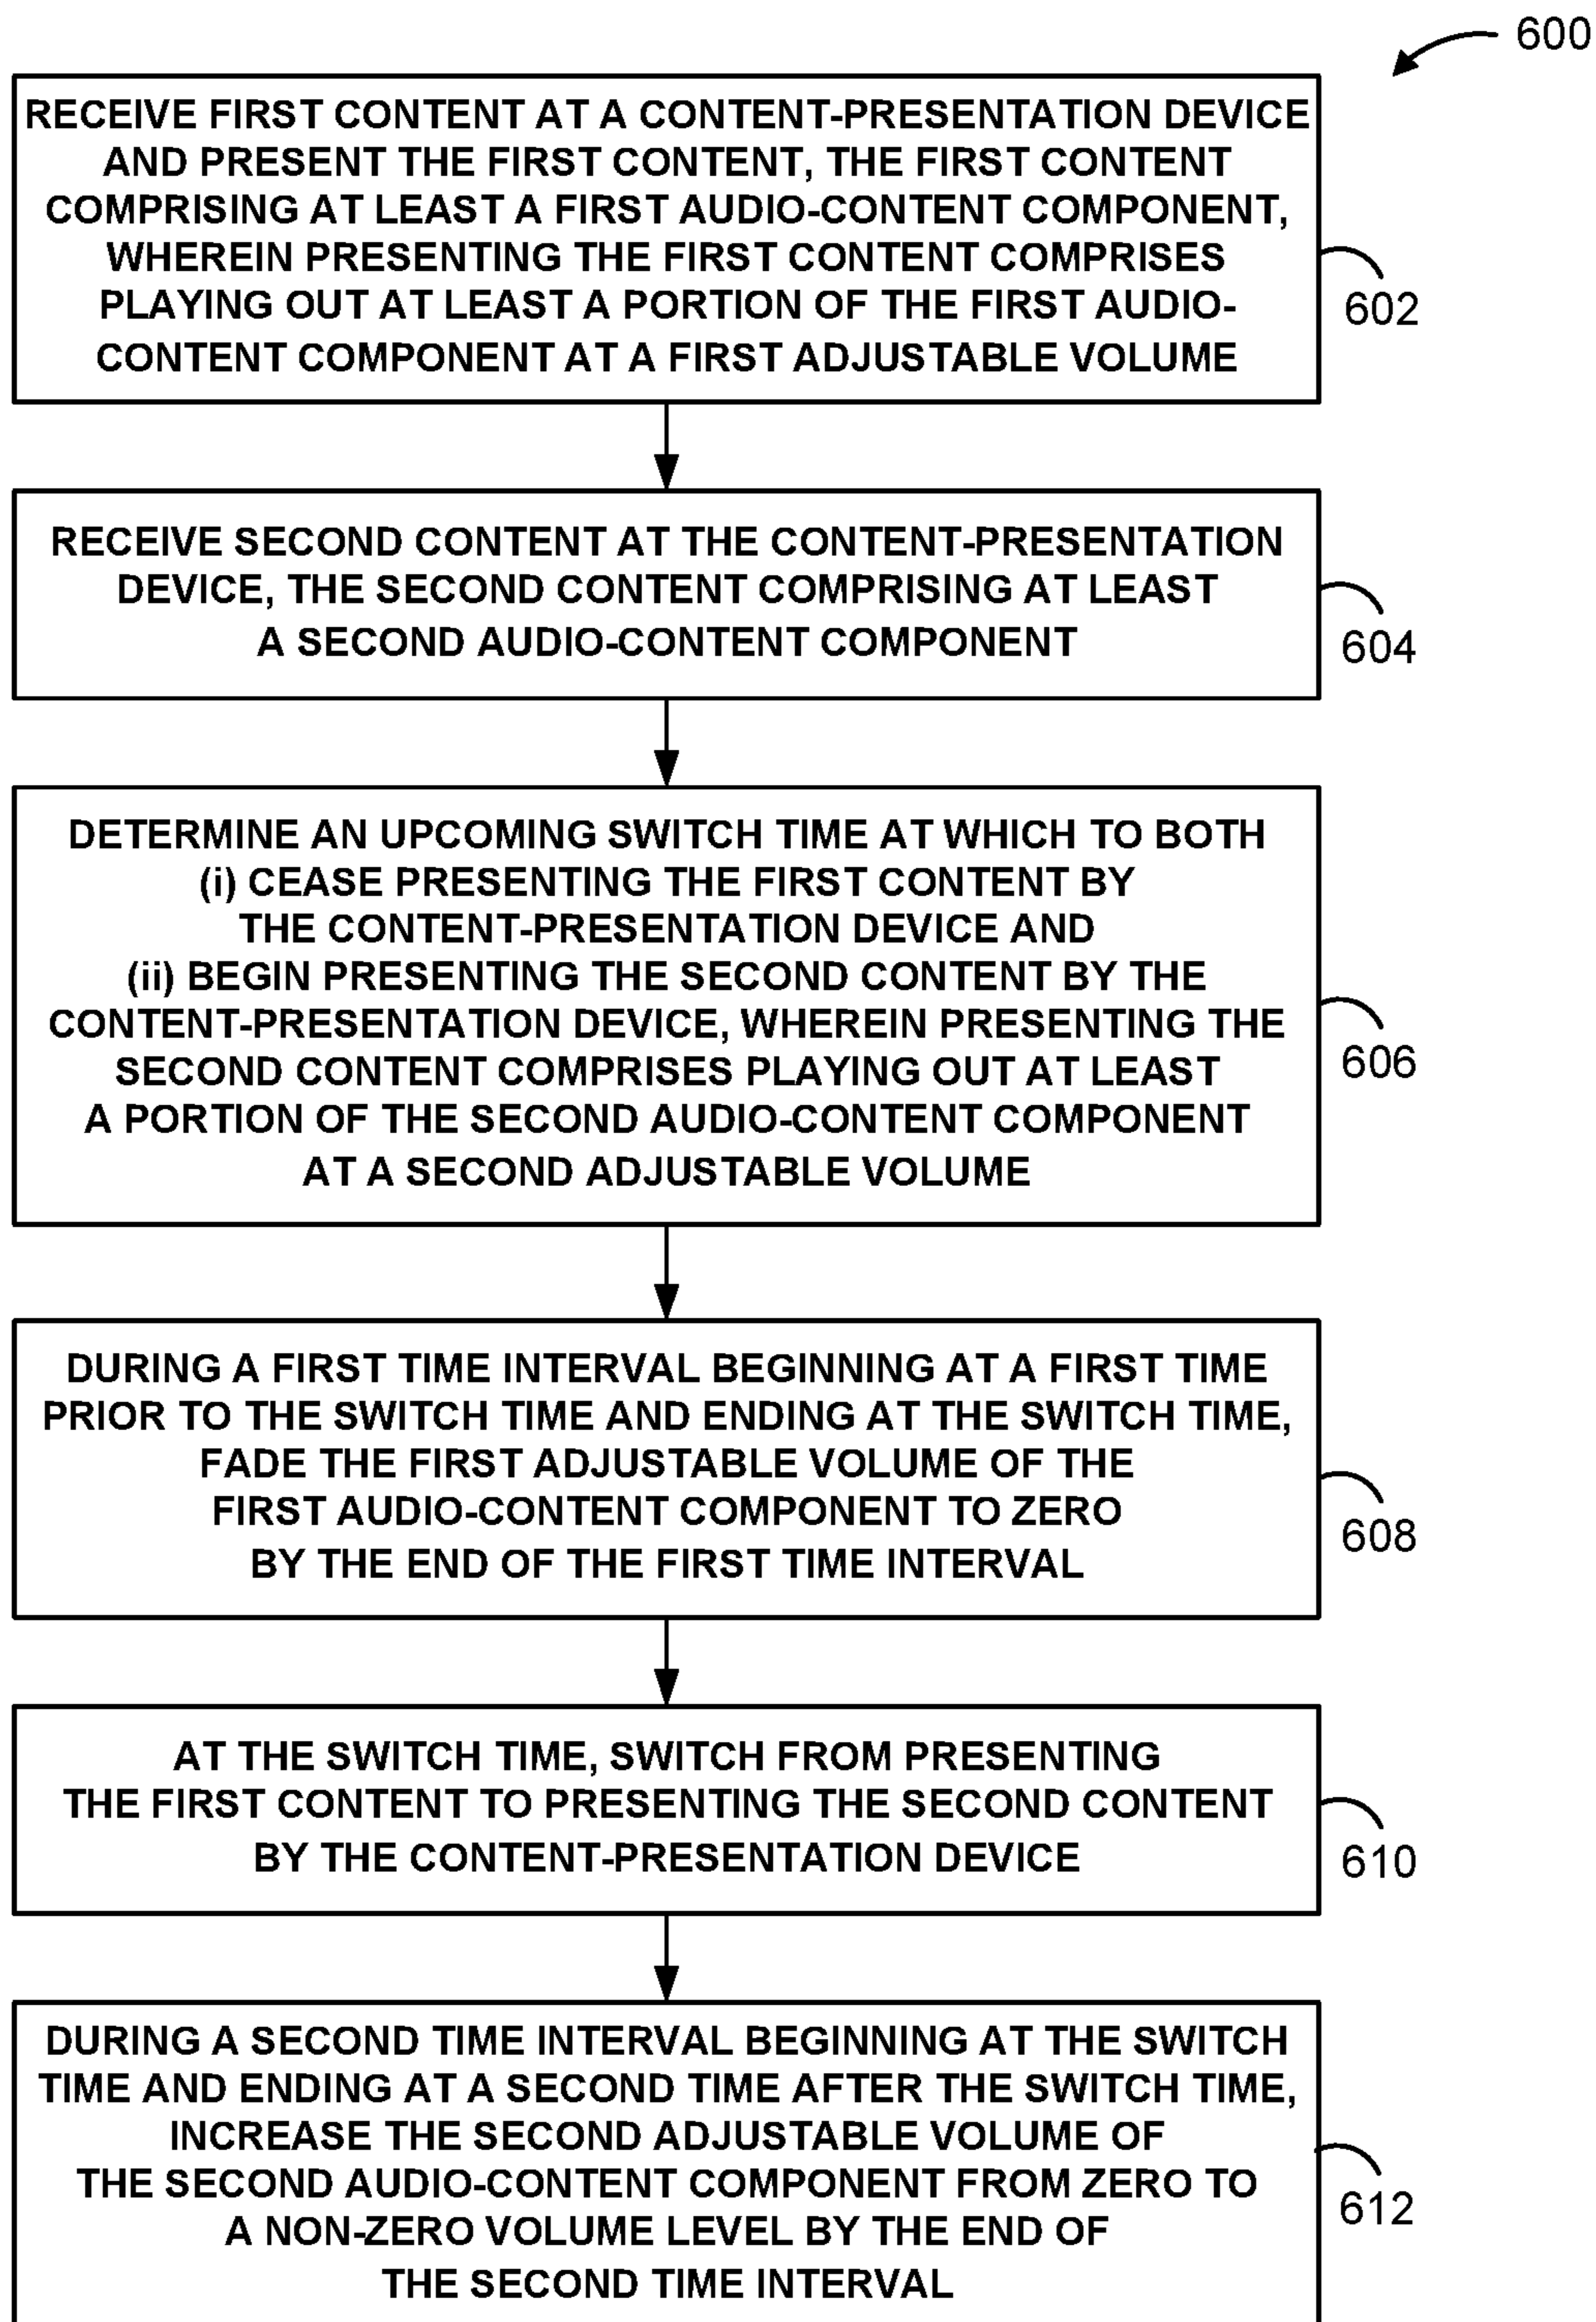 600
RECEIVE FIRST CONTENT AT A CONTENT-PRESENTATION DEVICE
AND PRESENT THE FIRST CONTENT, THE FIRST CONTENT
COMPRISING AT LEAST A FIRST AUDIO-CONTENT COMPONENT,
WHEREIN PRESENTING THE FIRST CONTENT COMPRISES
PLAYING OUT AT LEAST A PORTION OF THE FIRST AUDIO-
CONTENT COMPONENT AT A FIRST ADJUSTABLE VOLUME
602
RECEIVE SECOND CONTENT AT THE CONTENT-PRESENTATION
DEVICE, THE SECOND CONTENT COMPRISING AT LEAST
A SECOND AUDIO-CONTENT COMPONENT
604
DETERMINE AN UPCOMING SWITCH TIME AT WHICH TO BOTH
(i) CEASE PRESENTING THE FIRST CONTENT BY
THE CONTENT-PRESENTATION DEVICE AND
(ii) BEGIN PRESENTING THE SECOND CONTENT BY THE
CONTENT-PRESENTATION DEVICE, WHEREIN PRESENTING THE
SECOND CONTENT COMPRISES PLAYING OUT AT LEAST
A PORTION OF THE SECOND AUDIO-CONTENT COMPONENT
AT A SECOND ADJUSTABLE VOLUME
606
DURING A FIRST TIME INTERVAL BEGINNING AT A FIRST TIME
PRIOR TO THE SWITCH TIME AND ENDING AT THE SWITCH TIME,
FADE THE FIRST ADJUSTABLE VOLUME OF THE
FIRST AUDIO-CONTENT COMPONENT TO ZERO
BY THE END OF THE FIRST TIME INTERVAL
608
AT THE SWITCH TIME, SWITCH FROM PRESENTING
THE FIRST CONTENT TO PRESENTING THE SECOND CONTENT
BY THE CONTENT-PRESENTATION DEVICE
610
DURING A SECOND TIME INTERVAL BEGINNING AT THE SWITCH
TIME AND ENDING AT A SECOND TIME AFTER THE SWITCH TIME,
INCREASE THE SECOND ADJUSTABLE VOLUME OF
THE SECOND AUDIO-CONTENT COMPONENT FROM ZERO TO
A NON-ZERO VOLUME LEVEL BY THE END OF
THE SECOND TIME INTERVAL
612